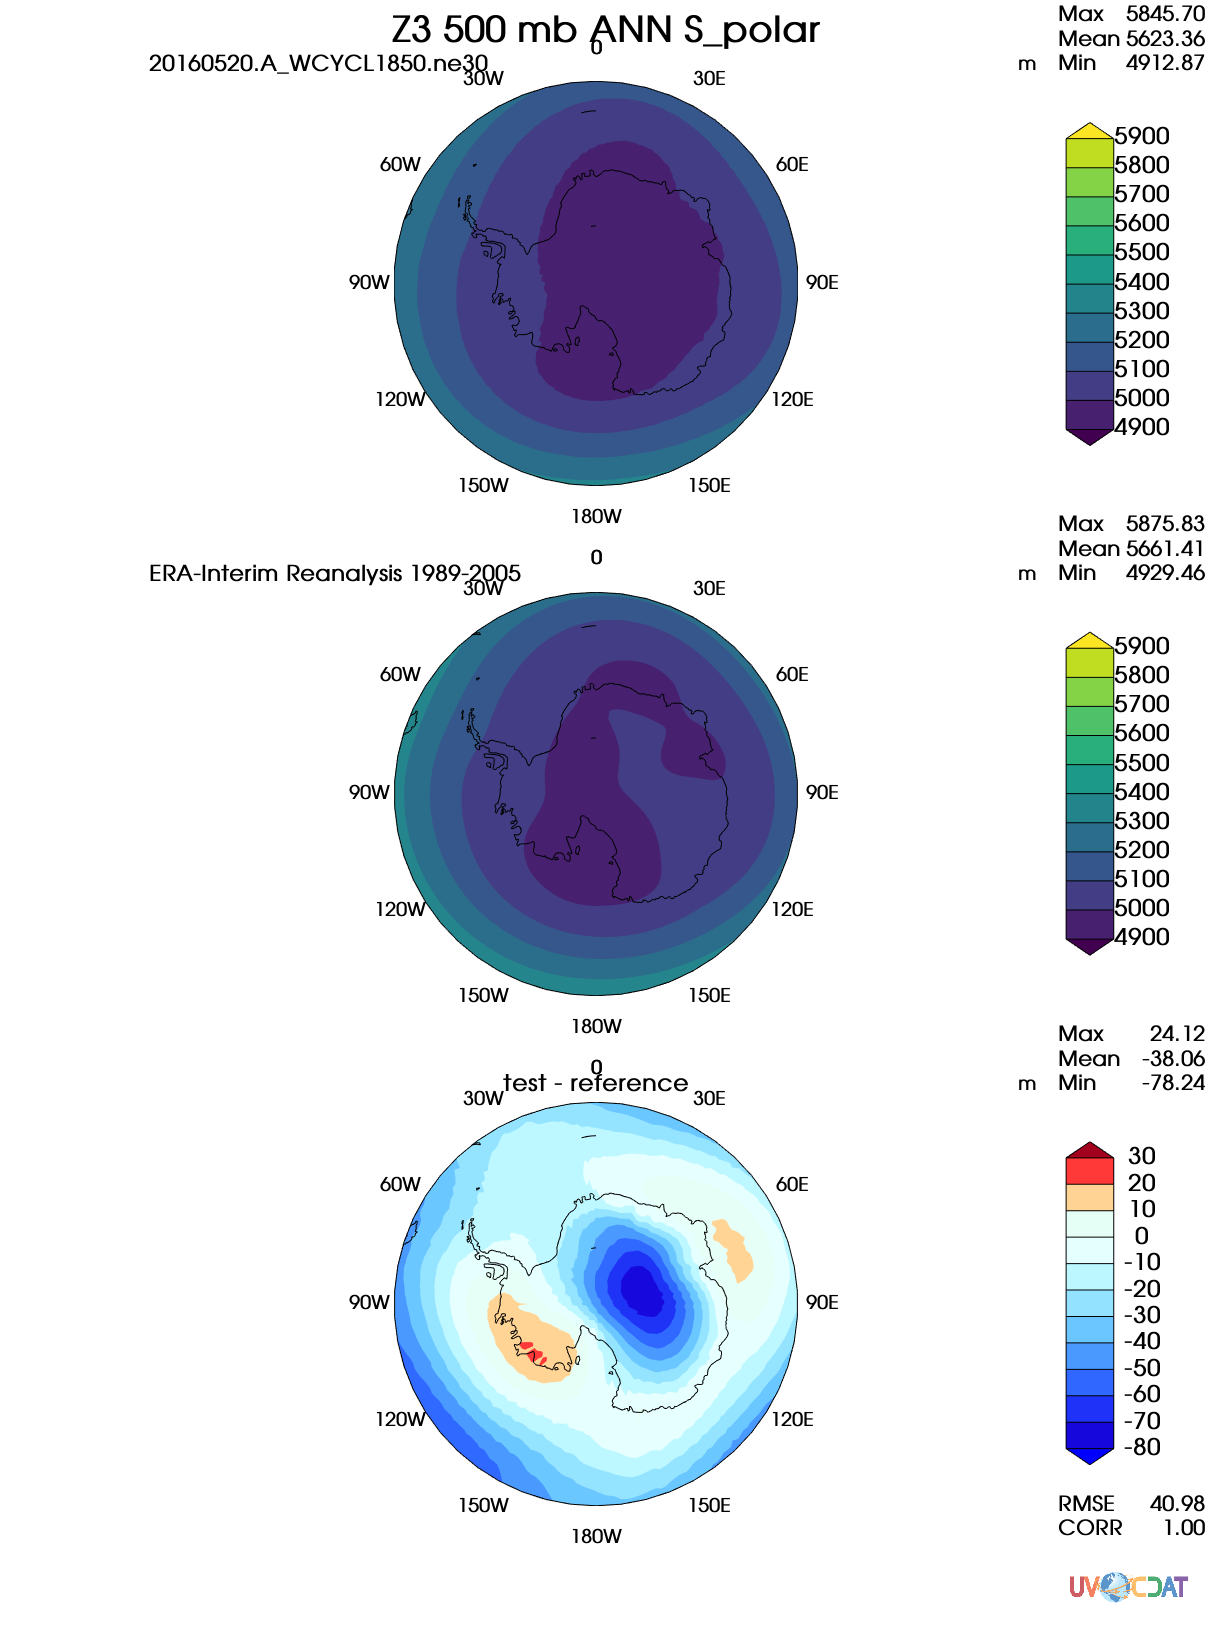 Z3 500 mb ANN S_polar
20160520.A_WCYCL1850.ne30
m
Max 5845.70
Mean 5623.36
Min 4912.87
0
30E
60E
90E
120E
150E
180W
150W
120W
90W
60W
30W
5900
5800
5700
5600
5500
5400
5300
5200
5100
5000
4900
ERA-Interim Reanalysis 1989-2005
m
Max 5875.83
Mean 5661.41
Min 4929.46
0
30E
60E
90E
120E
150E
180W
150W
120W
90W
60W
30W
5900
5800
5700
5600
5500
5400
5300
5200
5100
5000
4900
test - reference
m
Max 24.12
Mean -38.06
Min -78.24
0
30E
60E
90E
120E
150E
180W
150W
120W
90W
60W
30W
30
20
10
0
-10
-20
-30
-40
-50
-60
-70
-80
RMSE 40.98
CORR 1.00
UV CDAT